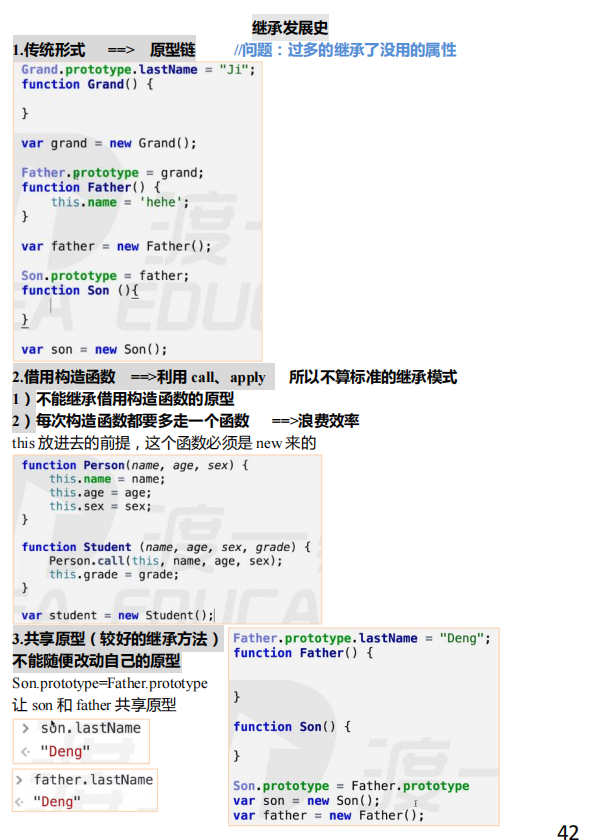 继承发展史
1.传统形式 ==> 原型链 //问题：过多的继承了没用的属性
Grand.prototype.lastName = "Ji";
function Grand() {
}
var grand = new Grand();
Father.prototype = grand;
function Father() {
this.name = 'hehe';
}
var father = new Father();
Son.prototype = father;
function Son (){
}
var son = new Son();
2.借用构造函数 ==>利用 call、apply 所以不算标准的继承模式
1）不能继承借用构造函数的原型
2）每次构造函数都要多走一个函数 ==>浪费效率
this 放进去的前提，这个函数必须是 new 来的
function Person(name, age, sex) {
this.name = name;
this.age = age;
this.sex = sex;
}
function Student (name, age, sex, grade) {
Person.call(this, name, age, sex);
this.grade = grade;
}
var student = new Student();
3.共享原型（较好的继承方法）
不能随便改动自己的原型
Son.prototype=Father.prototype
让 son 和 father 共享原型
> son.lastName
< "Deng"
> father.lastName
< "Deng"
Father.prototype.lastName = "Deng";
function Father() {
}
function Son() {
}
Son.prototype = Father.prototype
var son = new Son();
var father = new Father();
42